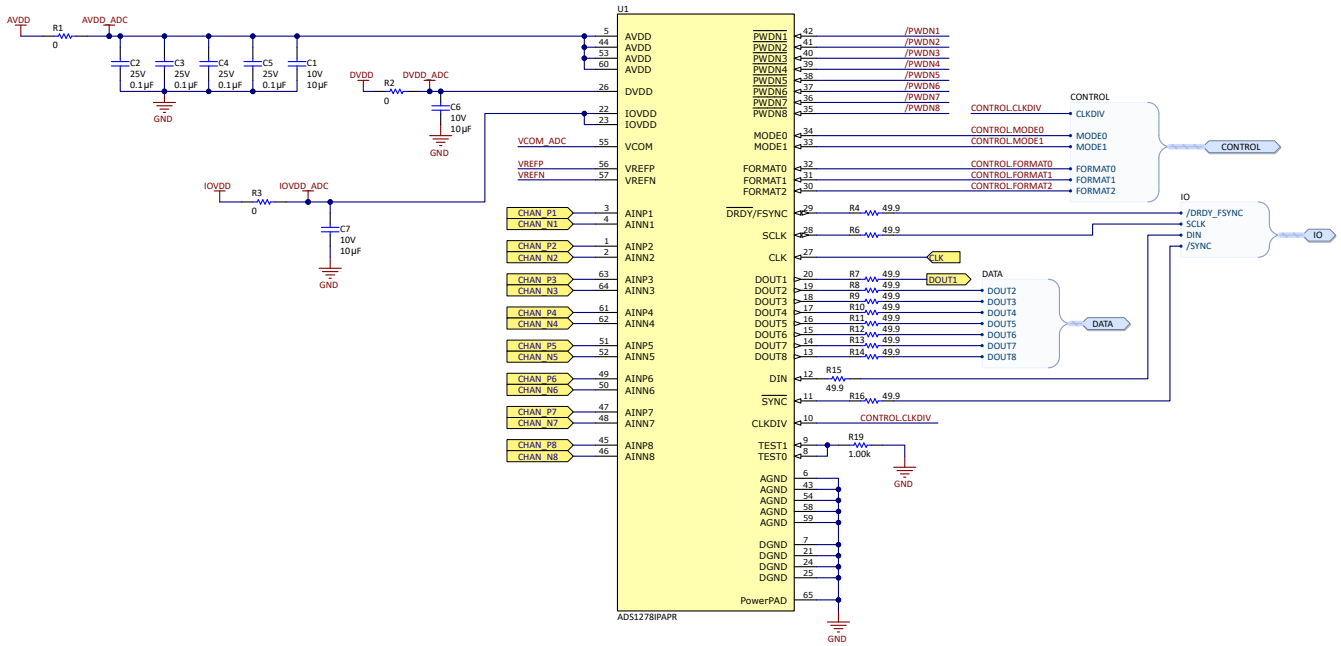 U1
AVDD
R1
0
AVDD_ADC
C2
25V
0.1µF
C3
25V
0.1µF
C4
25V
0.1µF
C5
25V
0.1µF
C1
10V
10µF
GND
DVDD
R2
0
DVDD_ADC
C6
10V
10µF
GND
IOVDD
R3
0
IOVDD_ADC
C7
10V
10µF
GND
VCOM_ADC
VREFP
VREFN
CHAN_P1
CHAN_N1
CHAN_P2
CHAN_N2
CHAN_P3
CHAN_N3
CHAN_P4
CHAN_N4
CHAN_P5
CHAN_N5
CHAN_P6
CHAN_N6
CHAN_P7
CHAN_N7
CHAN_P8
CHAN_N8
5 AVDD
44 AVDD
53 AVDD
60 AVDD
26 DVDD
22 IOVDD
23 IOVDD
55 VCOM
56 VREFP
57 VREFN
3 AINP1
4 AINN1
1 AINP2
2 AINN2
63 AINP3
64 AINN3
61 AINP4
62 AINN4
51 AINP5
52 AINN5
49 AINP6
50 AINN6
47 AINP7
48 AINN7
45 AINP8
46 AINN8
PWDN1 42 /PWDN1
PWDN2 41 /PWDN2
PWDN3 40 /PWDN3
PWDN4 39 /PWDN4
PWDN5 38 /PWDN5
PWDN6 37 /PWDN6
PWDN7 36 /PWDN7
PWDN8 35 /PWDN8
MODE0 34 CONTROL.MODE0
MODE1 33 CONTROL.MODE1
FORMAT0 32 CONTROL.FORMAT0
FORMAT1 31 CONTROL.FORMAT1
FORMAT2 30 CONTROL.FORMAT2
DRDY/FSYNC 29 R4 49.9
SCLK 28 R6 49.9
CLK 27 CLK
DOUT1 20 R7 49.9 DOUT1
DOUT2 19 R8 49.9
DOUT3 18 R9 49.9
DOUT4 17 R10 49.9
DOUT5 16 R11 49.9
DOUT6 15 R12 49.9
DOUT7 14 R13 49.9
DOUT8 13 R14 49.9
DIN 12 R15
49.9
SYNC 11 R16 49.9
CLKDIV 10 CONTROL.CLKDIV
TEST1 9 R19
TEST0 8 1.00k
GND
AGND 6
AGND 43
AGND 54
AGND 58
AGND 59
DGND 7
DGND 21
DGND 24
DGND 25
PowerPAD 65
GND
ADS1278IPAPR
CONTROL
CONTROL.CLKDIV
CLKDIV
MODE0
MODE1
FORMAT0
FORMAT1
FORMAT2
CONTROL
IO
/DRDY_FSYNC
SCLK
DIN
/SYNC
IO
DATA
DOUT2
DOUT3
DOUT4
DOUT5
DOUT6
DOUT7
DOUT8
DATA